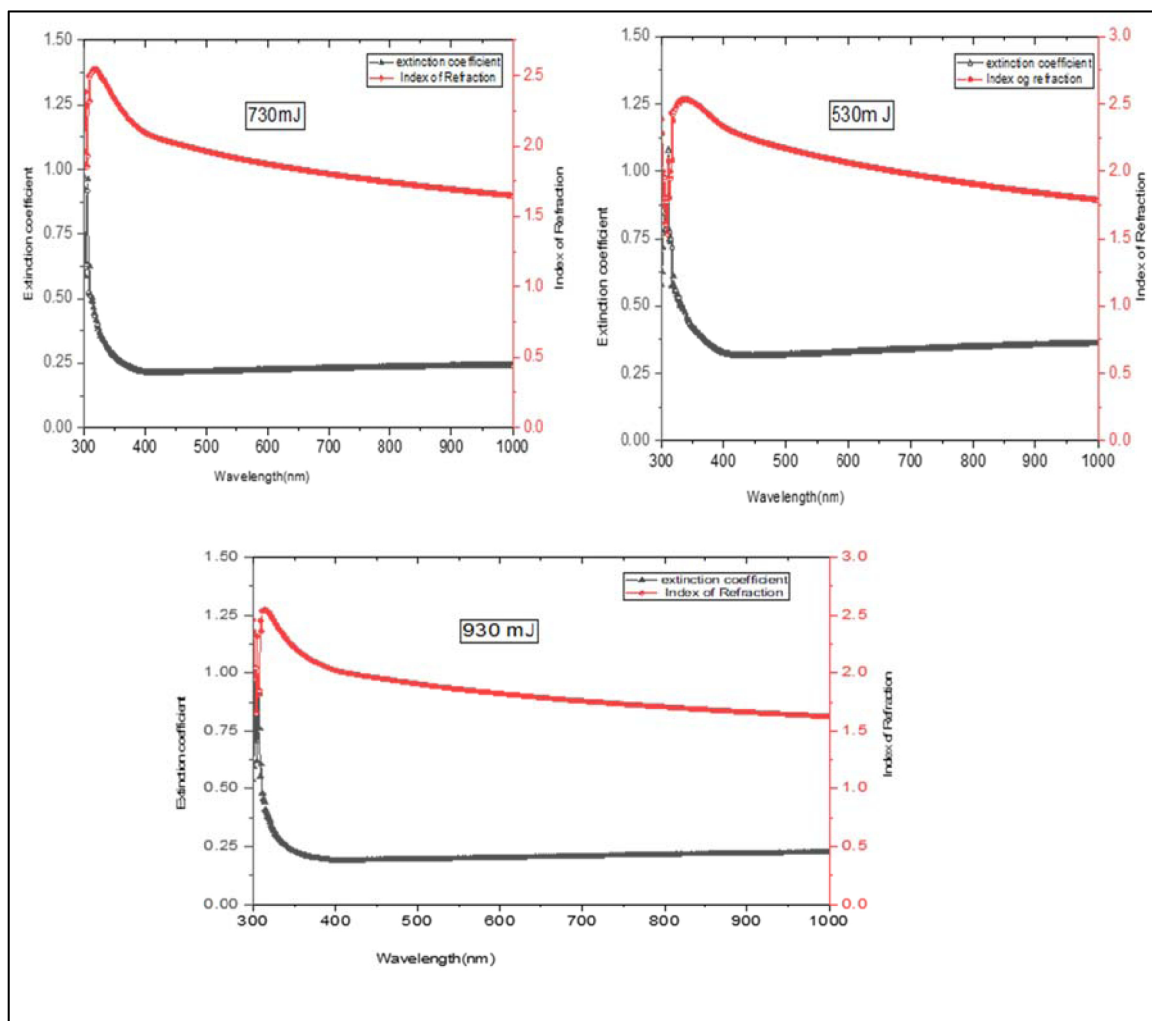 1.50
1.25
1.00
0.75
0.50
0.25
0.00
Extinction coefficient
extinction coefficient
Index of Refraction
730mJ
2.5
2.0
1.5
1.0
0.5
0.0
Index of Refraction
300 400 500 600 700 800 900 1000
Wavelength(nm)
1.50
1.25
1.00
0.75
0.50
0.25
0.00
Extinction coefficient
extinction coefficient
Index og refraction
530m J
3.0
2.5
2.0
1.5
1.0
0.5
0.0
Index of Refraction
300 400 500 600 700 800 900 1000
Wavelength(nm)
1.50
1.25
1.00
0.75
0.50
0.25
0.00
Extinction coefficient
extinction coefficient
Index of Refraction
930 mJ
3.0
2.5
2.0
1.5
1.0
0.5
0.0
Index of Refraction
300 400 500 600 700 800 900 1000
Wavelength(nm)